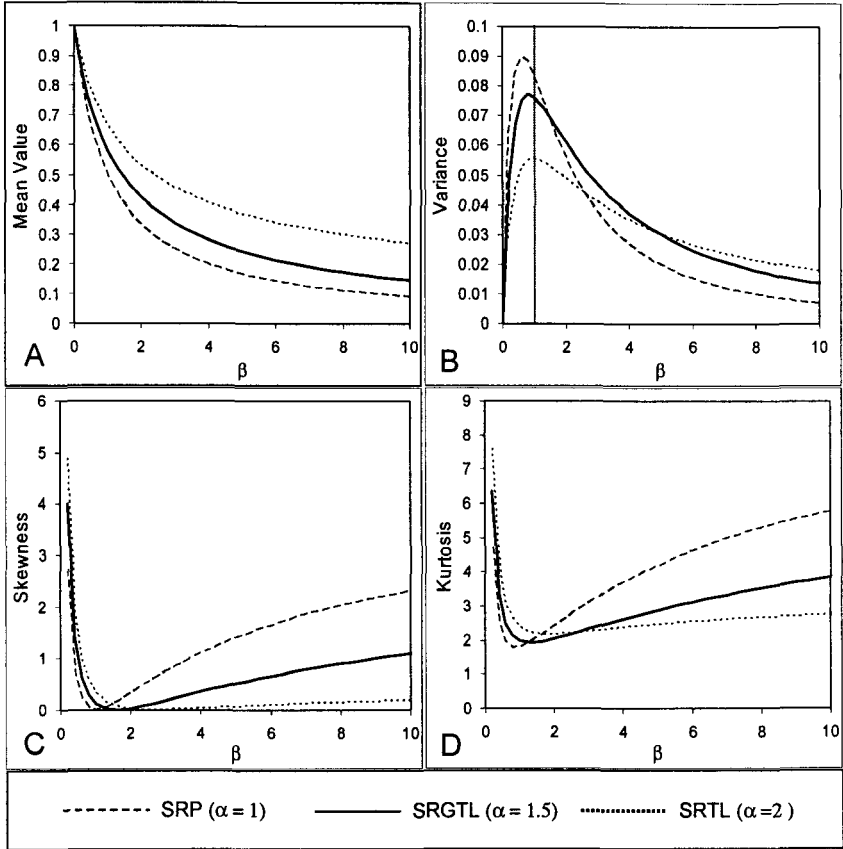 1
0.9
0.8
0.7
0.6
0.5
0.4
0.3
0.2
0.1
0
Mean Value
0 2 4 6 8 10
β
A
0.1
0.09
0.08
0.07
0.06
0.05
0.04
0.03
0.02
0.01
0
Variance
0 2 4 6 8 10
β
B
6
5
4
3
2
1
0
Skewness
0 2 4 6 8 10
β
C
9
8
7
6
5
4
3
2
1
0
Kurtosis
0 2 4 6 8 10
β
D
SRP (α = 1) SRGTL (α = 1.5) SRTL (α =2 )